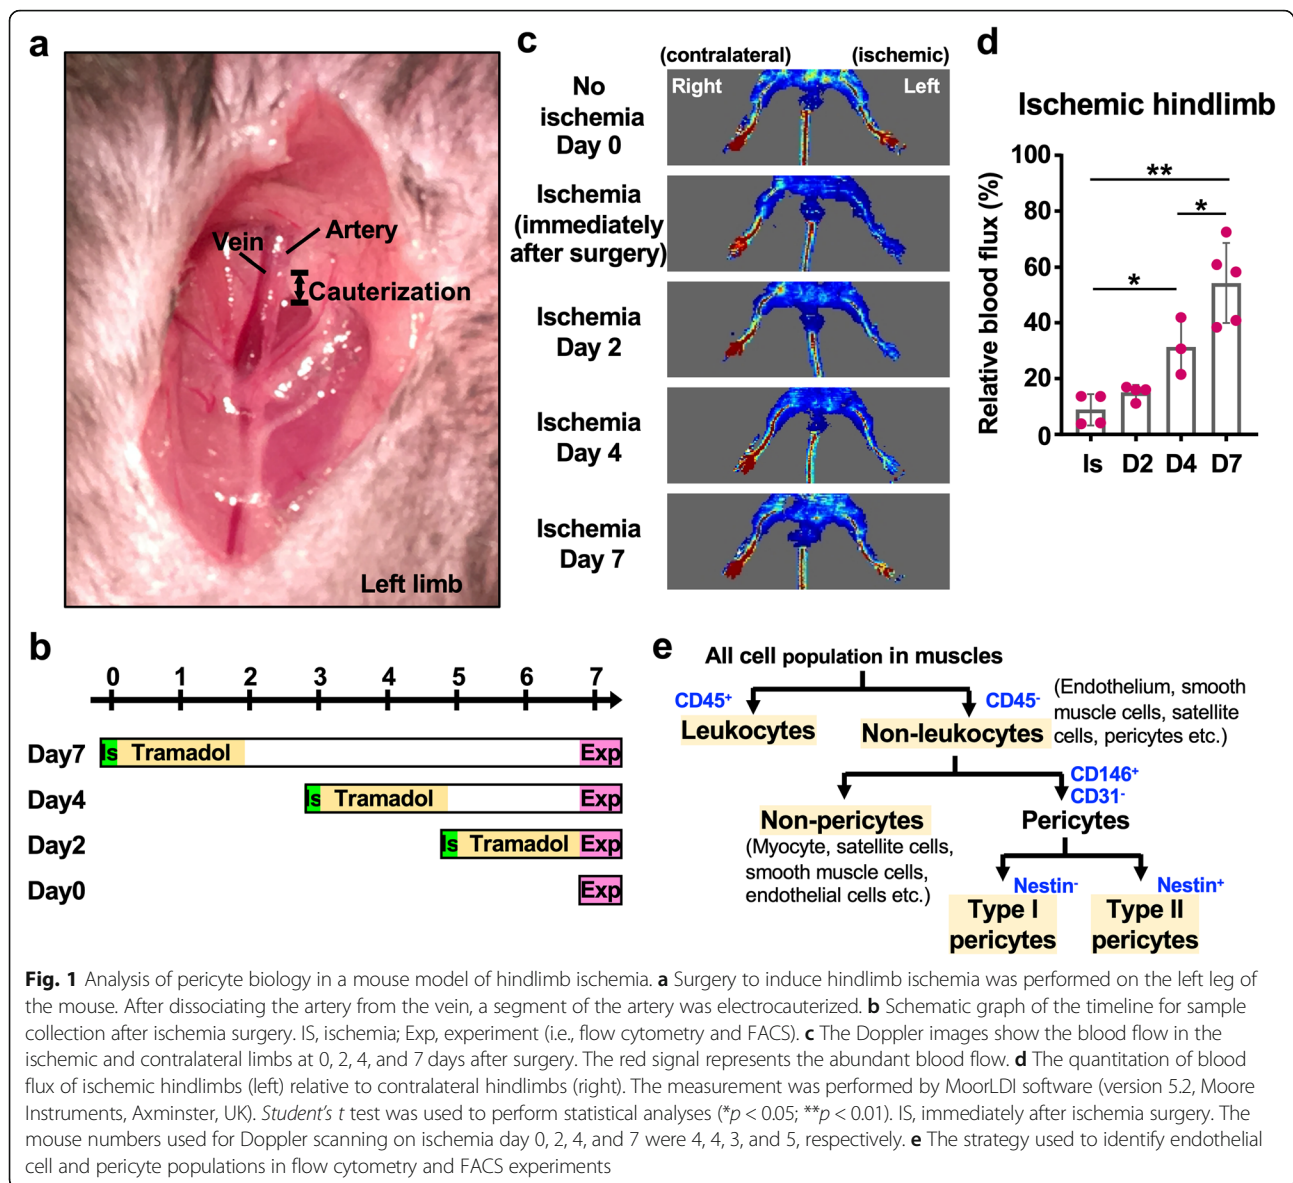 a
Vein
Artery
Cauterization
Left limb
b
0 1 2 3 4 5 6 7
Day7 Is Tramadol Exp
Day4 Is Tramadol Exp
Day2 Is Tramadol Exp
Day0 Exp
c
(contralateral) (ischemic)
Right Left
No
ischemia
Day 0
Ischemia
(immediately
after surgery)
Ischemia
Day 2
Ischemia
Day 4
Ischemia
Day 7
d
Ischemic hindlimb
Relative blood flux (%)
100
80
60
40
20
0
**
*
*
Is D2 D4 D7
e
All cell population in muscles
CD45+ CD45-
Leukocytes Non-leukocytes
(Endothelium, smooth
muscle cells, satellite
cells, pericytes etc.)
CD146+
CD31-
Non-pericytes Pericytes
(Myocyte, satellite cells,
smooth muscle cells,
endothelial cells etc.)
Nestin- Nestin+
Type I
pericytes
Type II
pericytes
Fig. 1 Analysis of pericyte biology in a mouse model of hindlimb ischemia. a Surgery to induce hindlimb ischemia was performed on the left leg of
the mouse. After dissociating the artery from the vein, a segment of the artery was electrocauterized. b Schematic graph of the timeline for sample
collection after ischemia surgery. IS, ischemia; Exp, experiment (i.e., flow cytometry and FACS). c The Doppler images show the blood flow in the
ischemic and contralateral limbs at 0, 2, 4, and 7 days after surgery. The red signal represents the abundant blood flow. d The quantitation of blood
flux of ischemic hindlimbs (left) relative to contralateral hindlimbs (right). The measurement was performed by MoorLDI software (version 5.2, Moore
Instruments, Axminster, UK). Student's t test was used to perform statistical analyses (*p < 0.05; **p < 0.01). IS, immediately after ischemia surgery. The
mouse numbers used for Doppler scanning on ischemia day 0, 2, 4, and 7 were 4, 4, 3, and 5, respectively. e The strategy used to identify endothelial
cell and pericyte populations in flow cytometry and FACS experiments